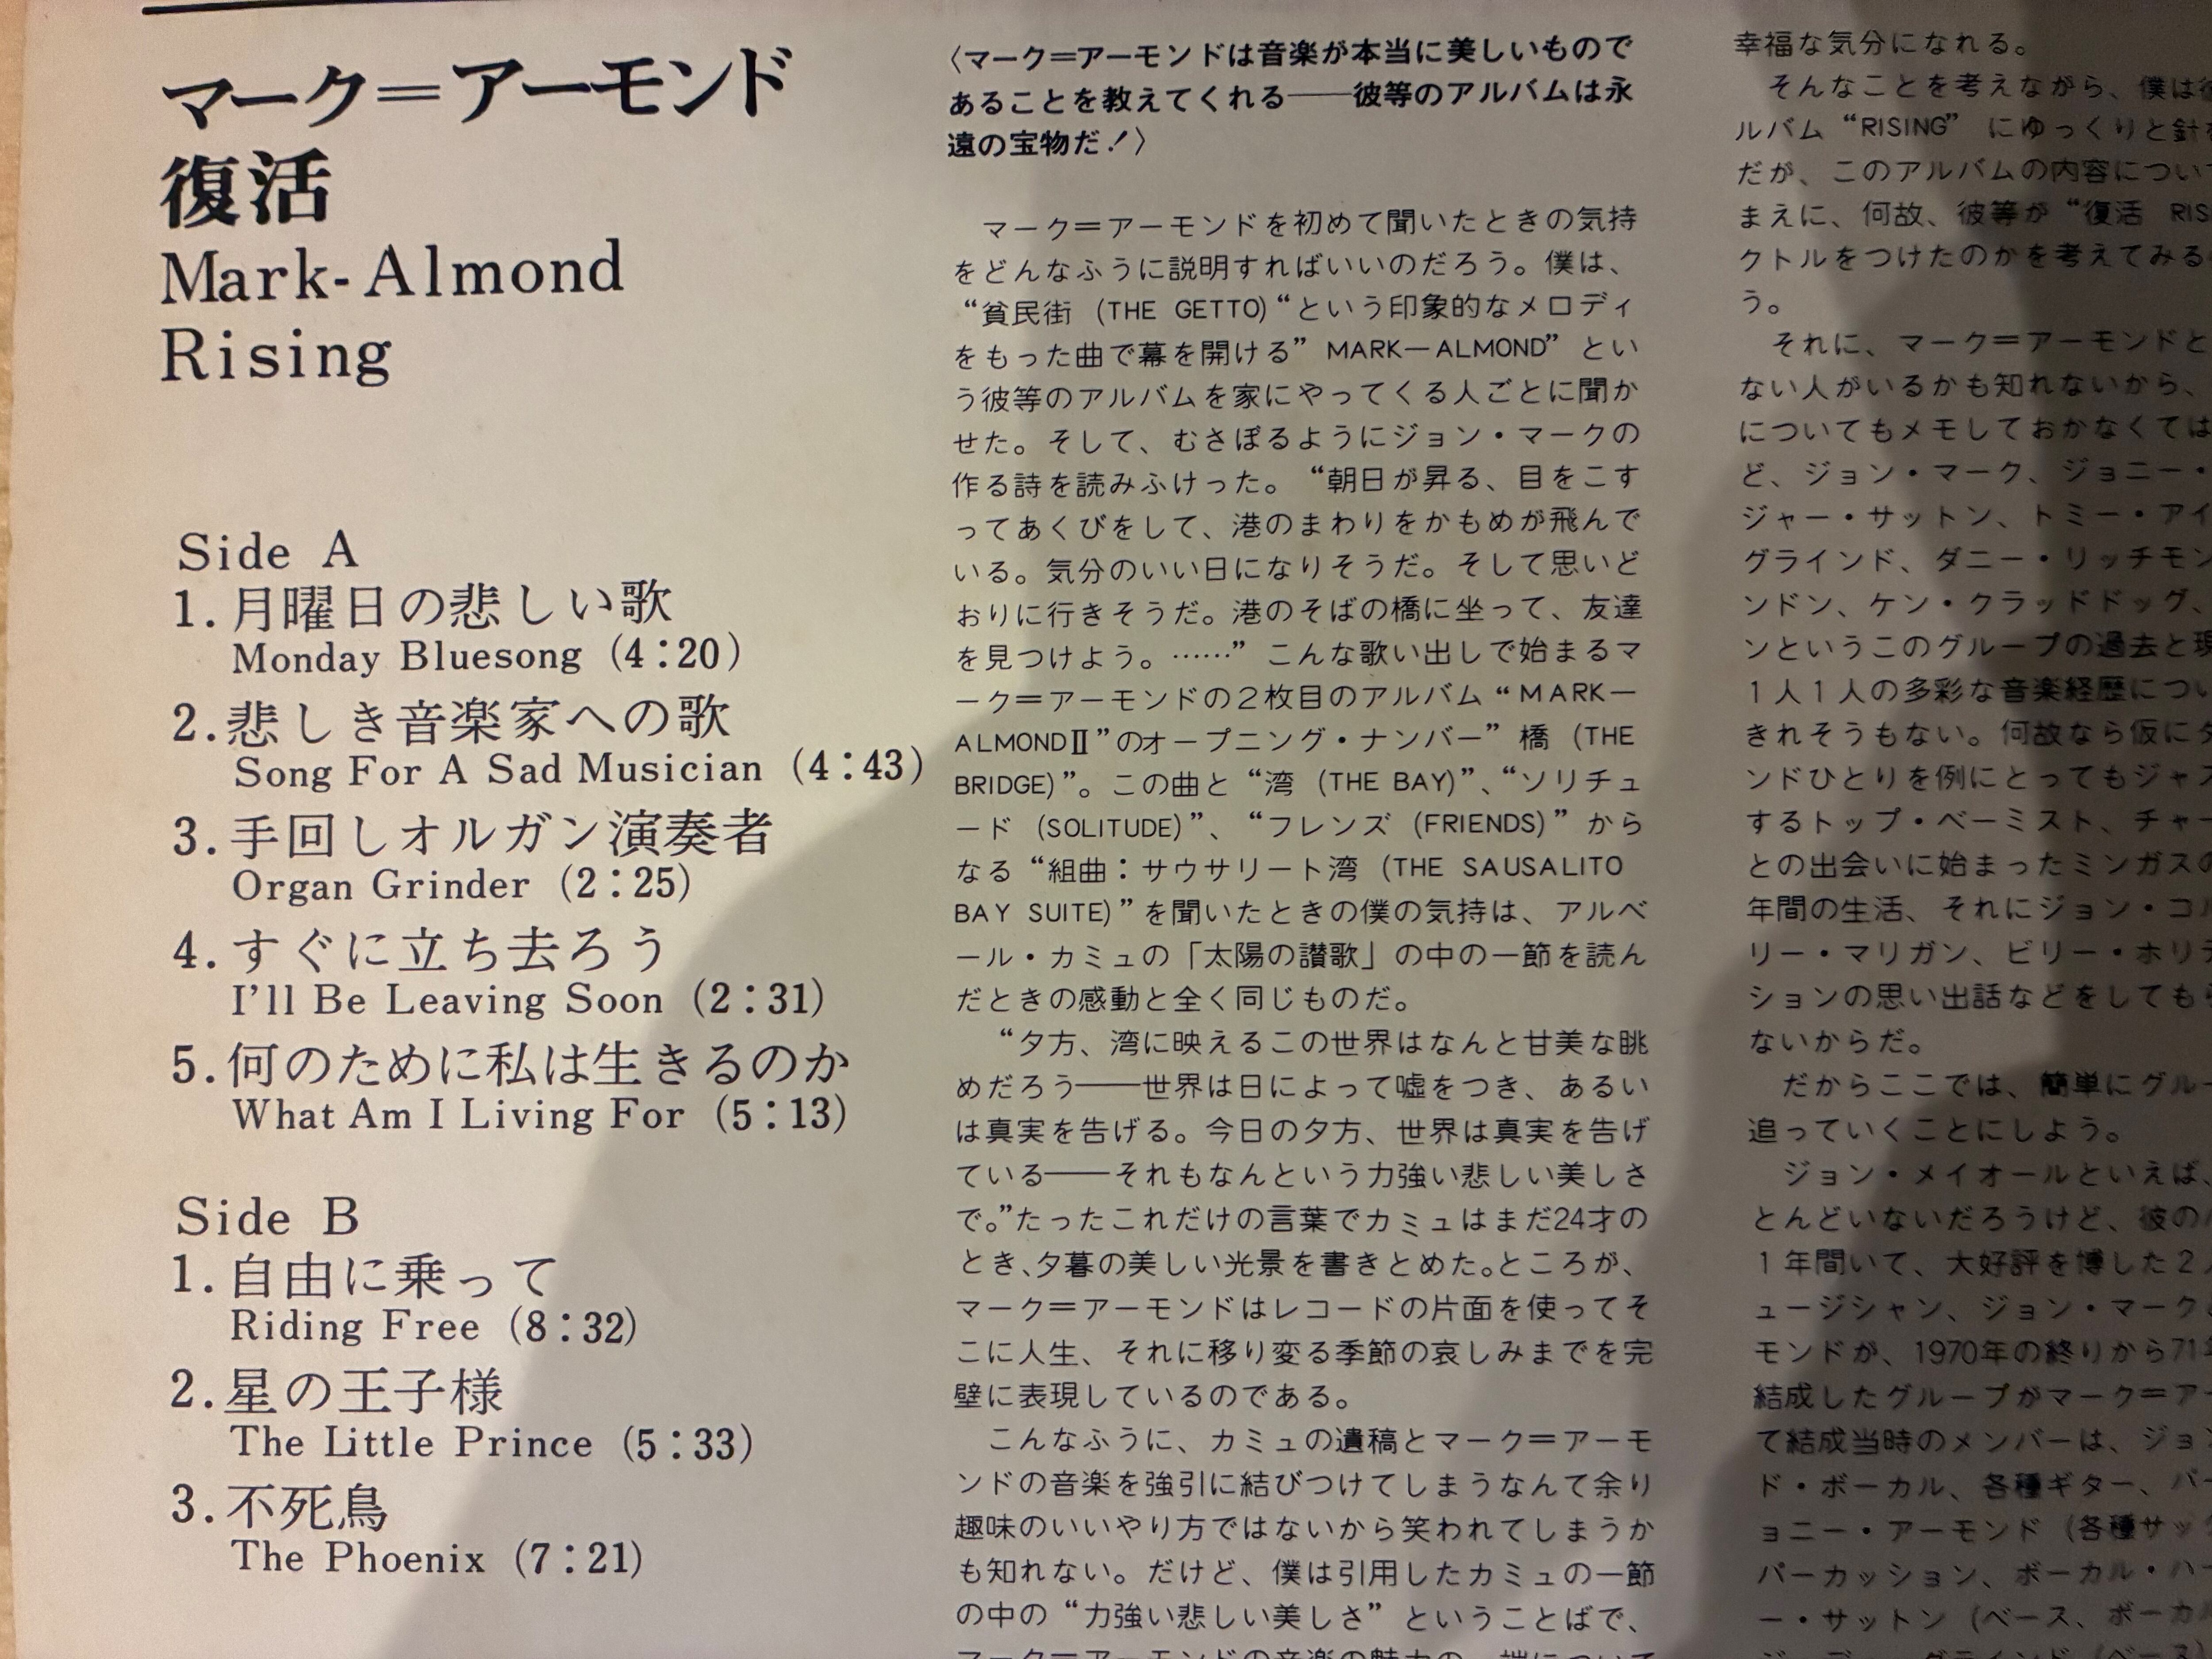 マーク＝アーモンド
復活
Mark-Almond
Rising
Side A
1.月曜日の悲しい歌
Monday Bluesong (4:20)
2.悲しき音楽家への歌
Song For A Sad Musician (4:43)
3.手回しオルガン演奏者
Organ Grinder (2:25)
4.すぐに立ち去ろう
I'll Be Leaving Soon (2:31)
5.何のために私は生きるのか
What Am I Living For (5:13)
Side B
1.自由に乗って
Riding Free (8:32)
2.星の王子様
The Little Prince (5:33)
3.不死鳥
The Phoenix (7:21)
〈マーク＝アーモンドは音楽が本当に美しいもので
あることを教えてくれる――彼等のアルバムは永
遠の宝物だ！〉
マーク＝アーモンドを初めて聞いたときの気持
をどんなふうに説明すればいいのだろう。僕は、
“貧民街 (THE GETTO)“という印象的なメロディ
をもった曲で幕を開ける” MARK—ALMOND” とい
う彼等のアルバムを家にやってくる人ごとに聞か
せた。そして、むさぼるようにジョン・マークの
作る詩を読みふけった。“朝日が昇る、目をこす
ってあくびをして、港のまわりをかもめが飛んで
いる。気分のいい日になりそうだ。そして思いど
おりに行きそうだ。港のそばの橋に坐って、友達
を見つけよう。……” こんな歌い出しで始まるマ
ーク＝アーモンドの２枚目のアルバム “MARK—
ALMONDⅡ”のオープニング・ナンバー” 橋 (THE
BRIDGE)”。この曲と “湾 (THE BAY)”、“ソリチュ
ード (SOLITUDE)”、“フレンズ (FRIENDS)” から
なる “組曲：サウサリート湾 (THE SAUSALITO
BAY SUITE)” を聞いたときの僕の気持は、アルベ
ール・カミュの「太陽の讃歌」の中の一節を読ん
だときの感動と全く同じものだ。
“夕方、湾に映えるこの世界はなんと甘美な眺
めだろう――世界は日によって嘘をつき、あるい
は真実を告げる。今日の夕方、世界は真実を告げ
ている――それもなんという力強い悲しい美しさ
で。”たったこれだけの言葉でカミュはまだ24才の
とき、夕暮の美しい光景を書きとめた。ところが、
マーク＝アーモンドはレコードの片面を使ってそ
こに人生、それに移り変る季節の哀しみまでを完
壁に表現しているのである。
こんなふうに、カミュの遺稿とマーク＝アーモ
ンドの音楽を強引に結びつけてしまうなんて余り
趣味のいいやり方ではないから笑われてしまうか
も知れない。だけど、僕は引用したカミュの一節
の中の “力強い悲しい美しさ” ということばで、
幸福な気分になれる。
そんなことを考えながら、僕は
ルバム “RISING” にゆっくりと針
だが、このアルバムの内容につい
まえに、何故、彼等が “復活 RIS
クトルをつけたのかを考えてみる
う。
それに、マーク＝アーモンドと
ない人がいるかも知れないから、
についてもメモしておかなくては
ど、ジョン・マーク、ジョニー・
ジャー・サットン、トミー・アイ
グラインド、ダニー・リッチモン
ンドン、ケン・クラッドドッグ、
ンというこのグループの過去と現
１人１人の多彩な音楽経歴につい
きれそうもない。何故なら仮にダ
ンドひとりを例にとってもジャズ
するトップ・ベーミスト、チャー
との出会いに始まったミンガスの
年間の生活、それにジョン・コル
リー・マリガン、ビリー・ホリデ
ションの思い出話などをしてもら
ないからだ。
だからここでは、簡単にグルー
追っていくことにしよう。
ジョン・メイオールといえば、
とんどいないだろうけど、彼の
１年間いて、大好評を博した２人
ュージシャン、ジョン・マーク
モンドが、1970年の終りから71年
結成したグループがマーク＝アー
て結成当時のメンバーは、ジョン
ド・ボーカル、各種ギター、パー
ョニー・アーモンド (各種サック
パーカッション、ボーカル・ハー
ー・サットン (ベース、ボーカル